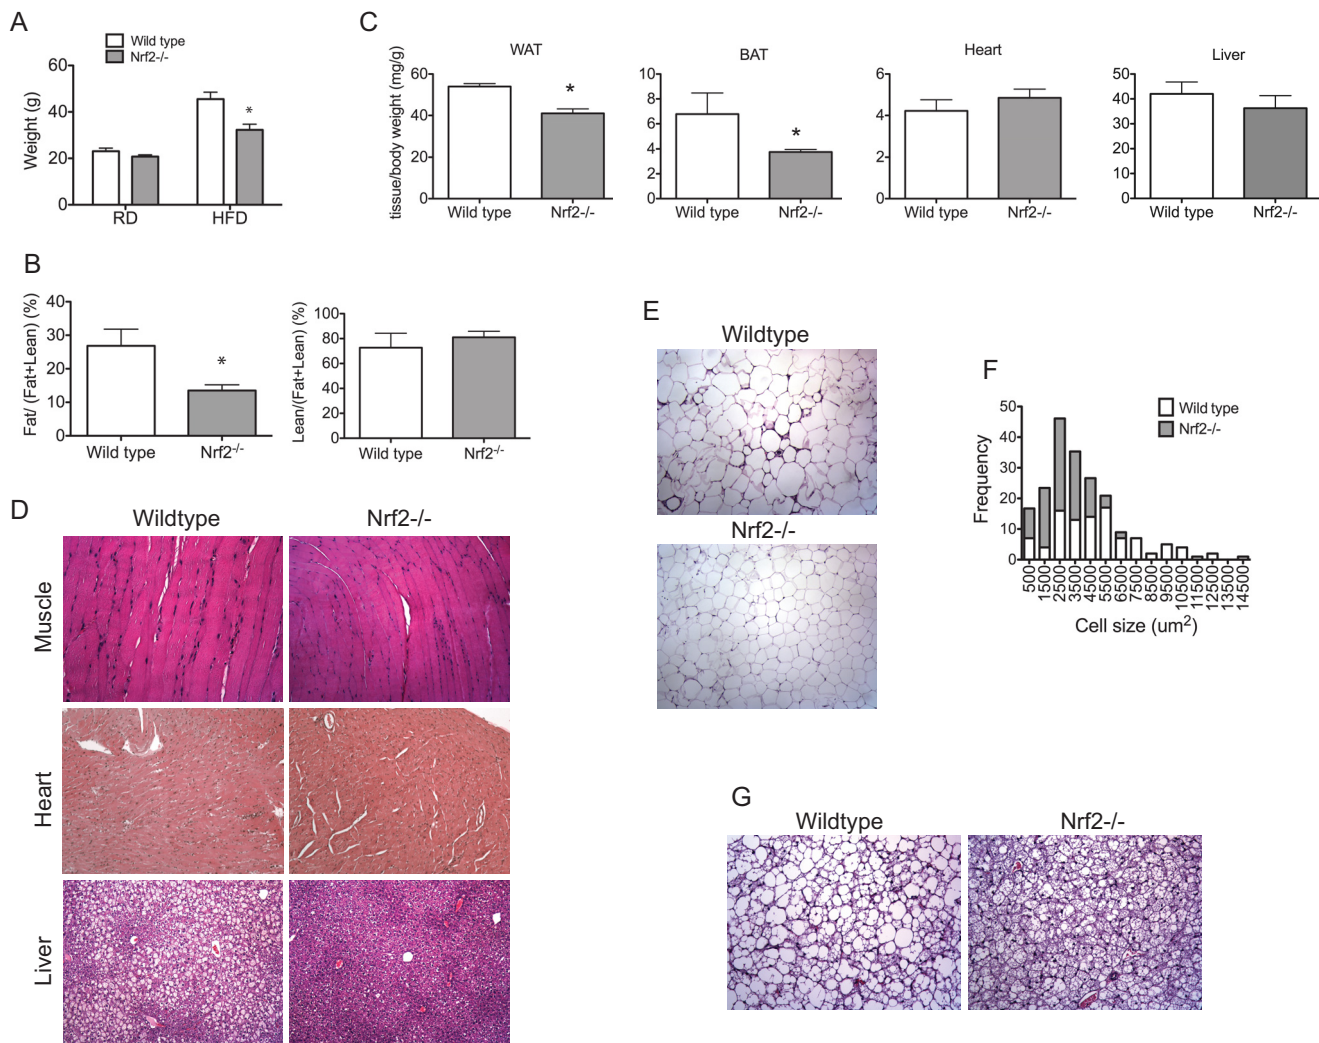 A
Wild type
Nrf2-/-
Weight (g)
60
40
20
0
*
RD
HFD
C
tissue/body weight (mg/g)
WAT
60
40
20
0
*
Wild type
Nrf2-/-
BAT
10
8
6
4
2
0
*
Wild type
Nrf2-/-
Heart
6
4
2
0
Wild type
Nrf2-/-
Liver
50
40
30
20
10
0
Wild type
Nrf2-/-
B
Fat/ (Fat+Lean) (%)
40
30
20
10
0
*
Wild type
Nrf2-/-
Lean/(Fat+Lean) (%)
100
80
60
40
20
0
Wild type
Nrf2-/-
D
Wildtype
Nrf2-/-
Muscle
Heart
Liver
E
Wildtype
Nrf2-/-
F
Wild type
Nrf2-/-
Frequency
50
40
30
20
10
0
500
1500
2500
3500
4500
5500
6500
7500
8500
9500
10500
11500
12500
13500
14500
Cell size (um²)
G
Wildtype
Nrf2-/-